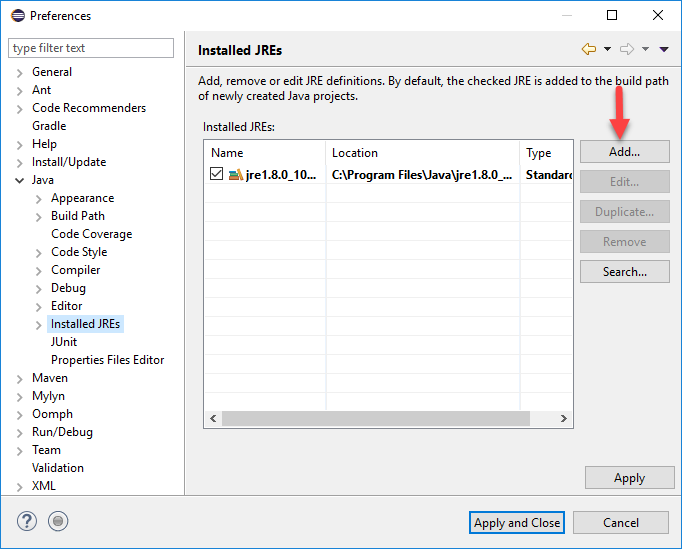 Preferences
type filter text
General
Ant
Code Recommenders
Gradle
Help
Install/Update
Java
Appearance
Build Path
Code Coverage
Code Style
Compiler
Debug
Editor
Installed JREs
JUnit
Properties Files Editor
Maven
Mylyn
Oomph
Run/Debug
Team
Validation
XML
Installed JREs
Add, remove or edit JRE definitions. By default, the checked JRE is added to the build path
of newly created Java projects.
Installed JREs:
Name Location Type
jre1.8.0_10... C:\Program Files\Java\jre1.8.0_... Standard
Add...
Edit...
Duplicate...
Remove
Search...
Apply
? Apply and Close Cancel